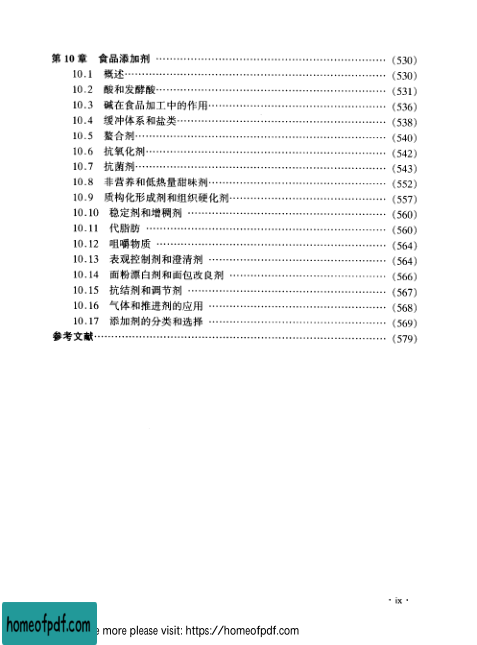 第 10 章 食品添加剂 …… (530)
10.1 概述…… (530)
10.2 酸和发酵酸…… (531)
10.3 碱在食品加工中的作用…… (536)
10.4 缓冲体系和盐类…… (538)
10.5 螯合剂…… (540)
10.6 抗氧化剂…… (542)
10.7 抗菌剂…… (543)
10.8 非营养和低热量甜味剂…… (552)
10.9 质构化形成剂和组织硬化剂…… (557)
10.10 稳定剂和增稠剂 …… (560)
10.11 代脂肪 …… (560)
10.12 咀嚼物质 …… (564)
10.13 表观控制剂和澄清剂 …… (564)
10.14 面粉漂白剂和面包改良剂 …… (566)
10.15 抗结剂和调节剂 …… (567)
10.16 气体和推进剂的应用 …… (568)
10.17 添加剂的分类和选择 …… (569)
参考文献…… (579)
· ix ·
homeofpdf.com
e more please visit: https://homeofpdf.com